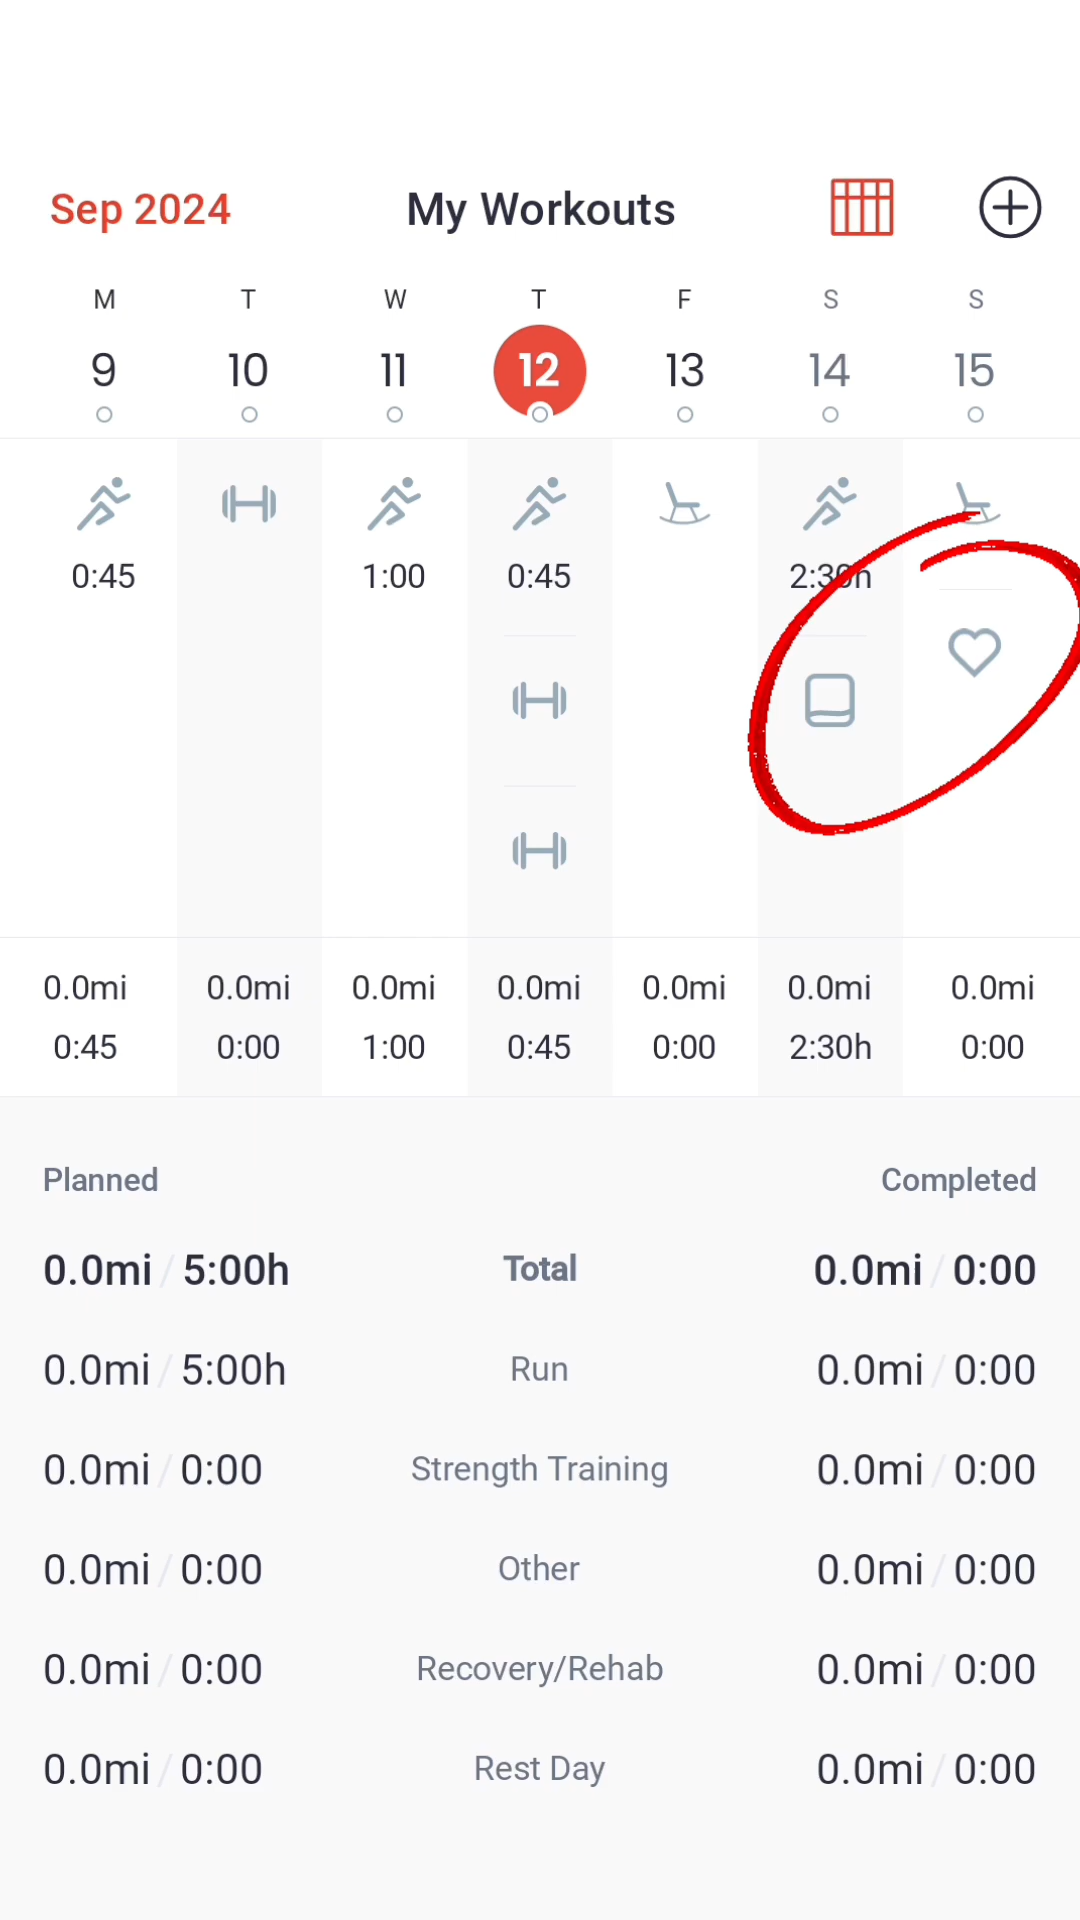 Sep 2024 My Workouts
M T W T F S S
9 10 11 12 13 14 15
0:45 1:00 0:45 2:30h
0.0mi 0.0mi 0.0mi 0.0mi 0.0mi 0.0mi 0.0mi
0:45 0:00 1:00 0:45 0:00 2:30h 0:00
Planned Completed
0.0mi / 5:00h Total 0.0mi / 0:00
0.0mi / 5:00h Run 0.0mi / 0:00
0.0mi / 0:00 Strength Training 0.0mi / 0:00
0.0mi / 0:00 Other 0.0mi / 0:00
0.0mi / 0:00 Recovery/Rehab 0.0mi / 0:00
0.0mi / 0:00 Rest Day 0.0mi / 0:00